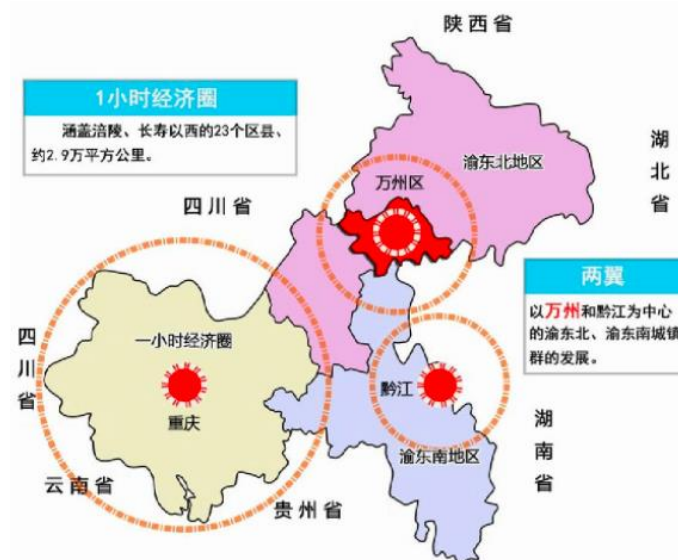 陕西省
1小时经济圈
涵盖涪陵、长寿以西的23个区县、
约2.9万平方公里。
湖北省
渝东北地区
万州区
四川省
两翼
以万州和黔江为中心
的渝东北、渝东南城镇
群的发展。
四川省
一小时经济圈
黔江
重庆
湖南省
渝东南地区
云南省
贵州省